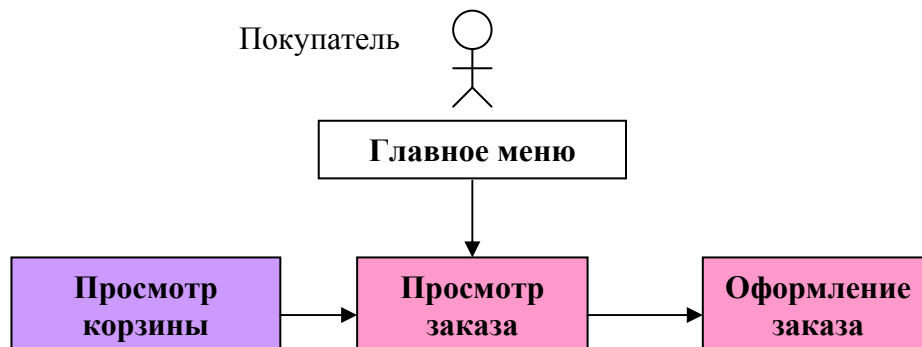 Покупатель
Главное меню
Просмотр
корзины
Просмотр
заказа
Оформление
заказа